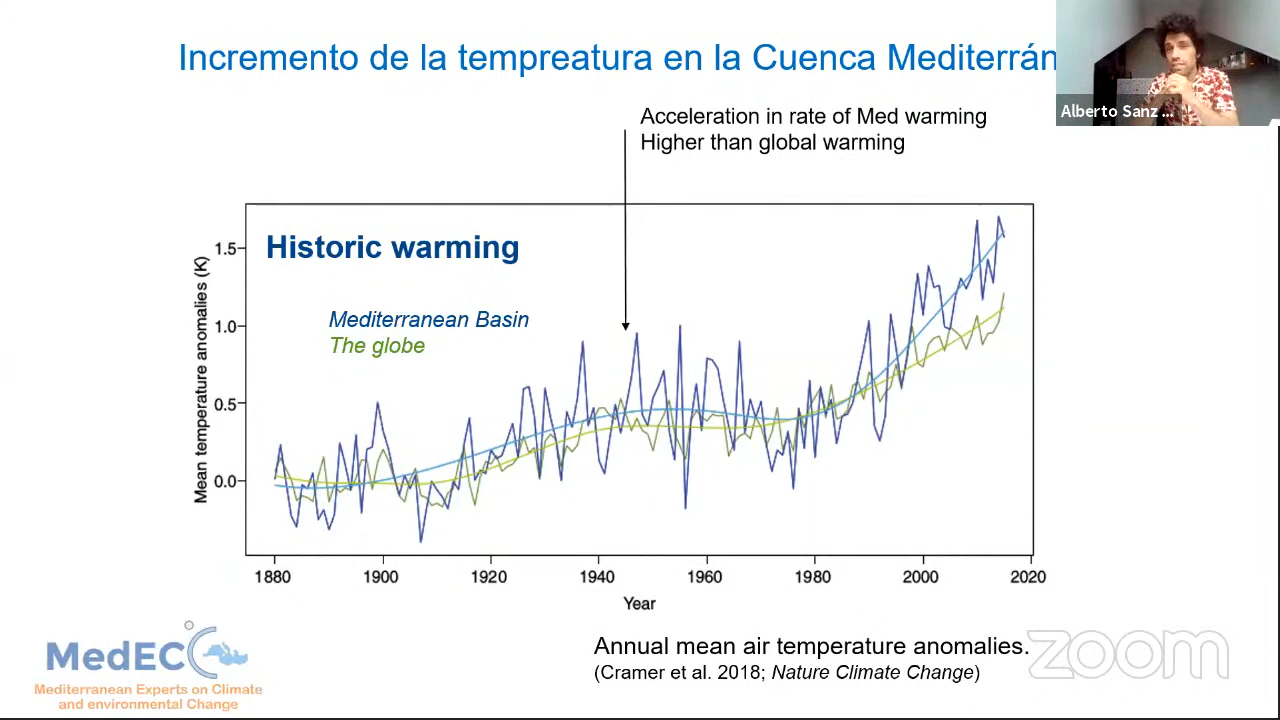 Incremento de la tempreatura en la Cuenca Mediterrán
Alberto Sanz ...
Acceleration in rate of Med warming
Higher than global warming
Historic warming
Mediterranean Basin
The globe
Mean temperature anomalies (K)
1.5
1.0
0.5
0.0
1880 1900 1920 1940 1960 1980 2000 2020
Year
Annual mean air temperature anomalies.
(Cramer et al. 2018; Nature Climate Change)
MedECC
Mediterranean Experts on Climate
and environmental Change
zoom